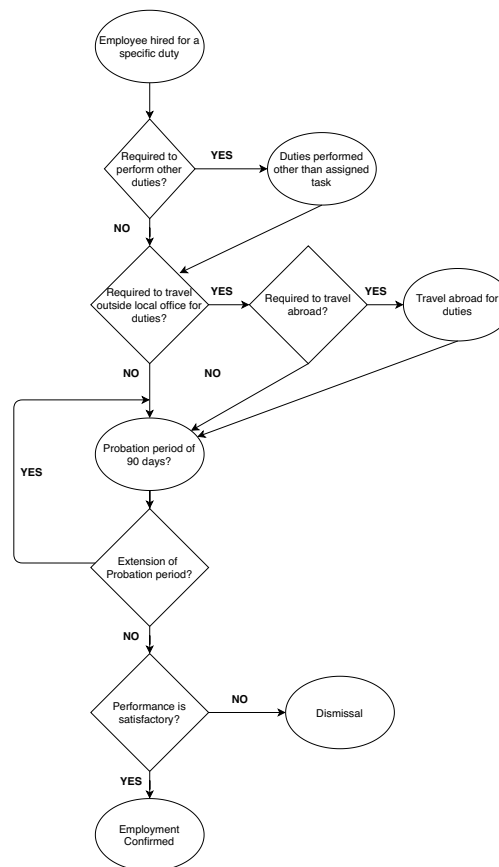 Employee hired for a
specific duty
Required to
perform other
duties?
YES
Duties performed
other than assigned
task
NO
Required to travel
outside local office for
duties?
YES
Required to travel
abroad?
YES
Travel abroad for
duties
NO
NO
Probation period of
90 days?
YES
Extension of
Probation period?
NO
Performance is
satisfactory?
NO
Dismissal
YES
Employment
Confirmed